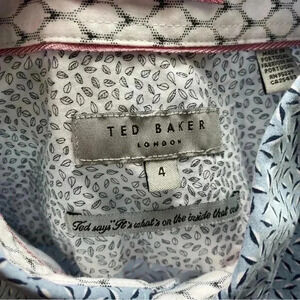 TED BAKER
LONDON
4
Ted says "It's what's on the inside that